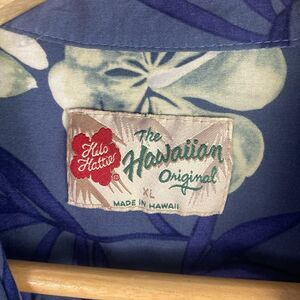 Hilo
Hattie
®
The
Hawaiian
Original
XL
MADE IN HAWAII